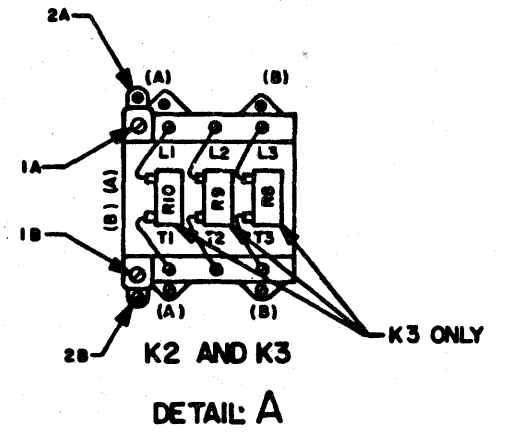 2A
(A) (B)
1A
L1 L2 L3
(B) (A)
R10 R9 R8
1B
T1 T2 T3
(A) (B)
2B
K3 ONLY
K2 AND K3
DETAIL: A